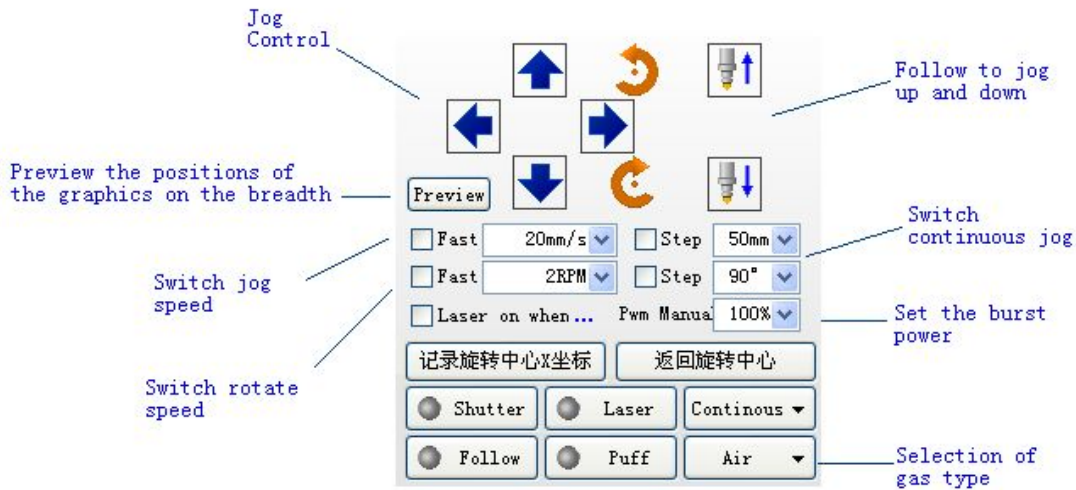 Jog
Control
Follow to jog
up and down
Preview the positions of
the graphics on the breadth
Preview
Fast 20mm/s Step 50mm
Switch
continuous jog
Fast 2RPM Step 90°
Switch jog
speed
Laser on when... Pwm Manual 100%
Set the burst
power
记录旋转中心X坐标 返回旋转中心
Switch rotate
speed
Shutter Laser Continous
Follow Puff Air
Selection of
gas type